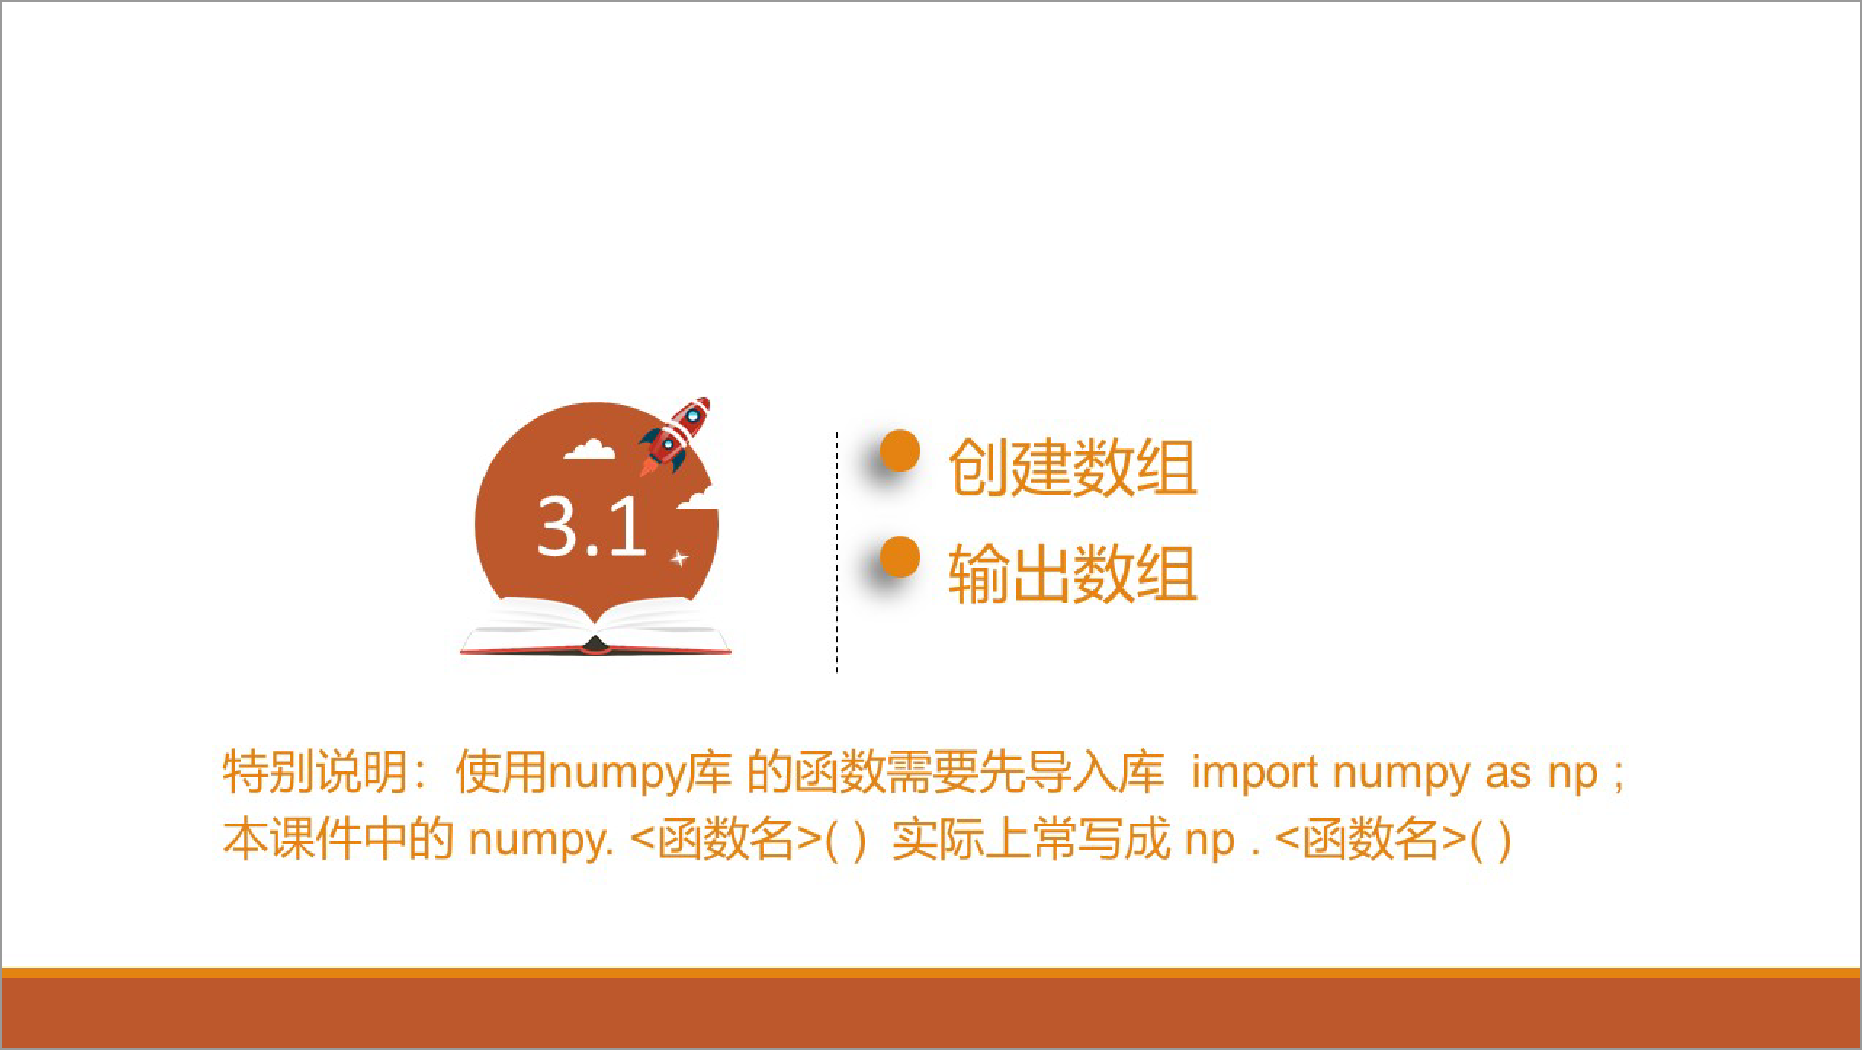 3.1
创建数组
输出数组
特别说明：使用numpy库 的函数需要先导入库 import numpy as np ;
本课件中的 numpy. <函数名>( ) 实际上常写成 np . <函数名>( )